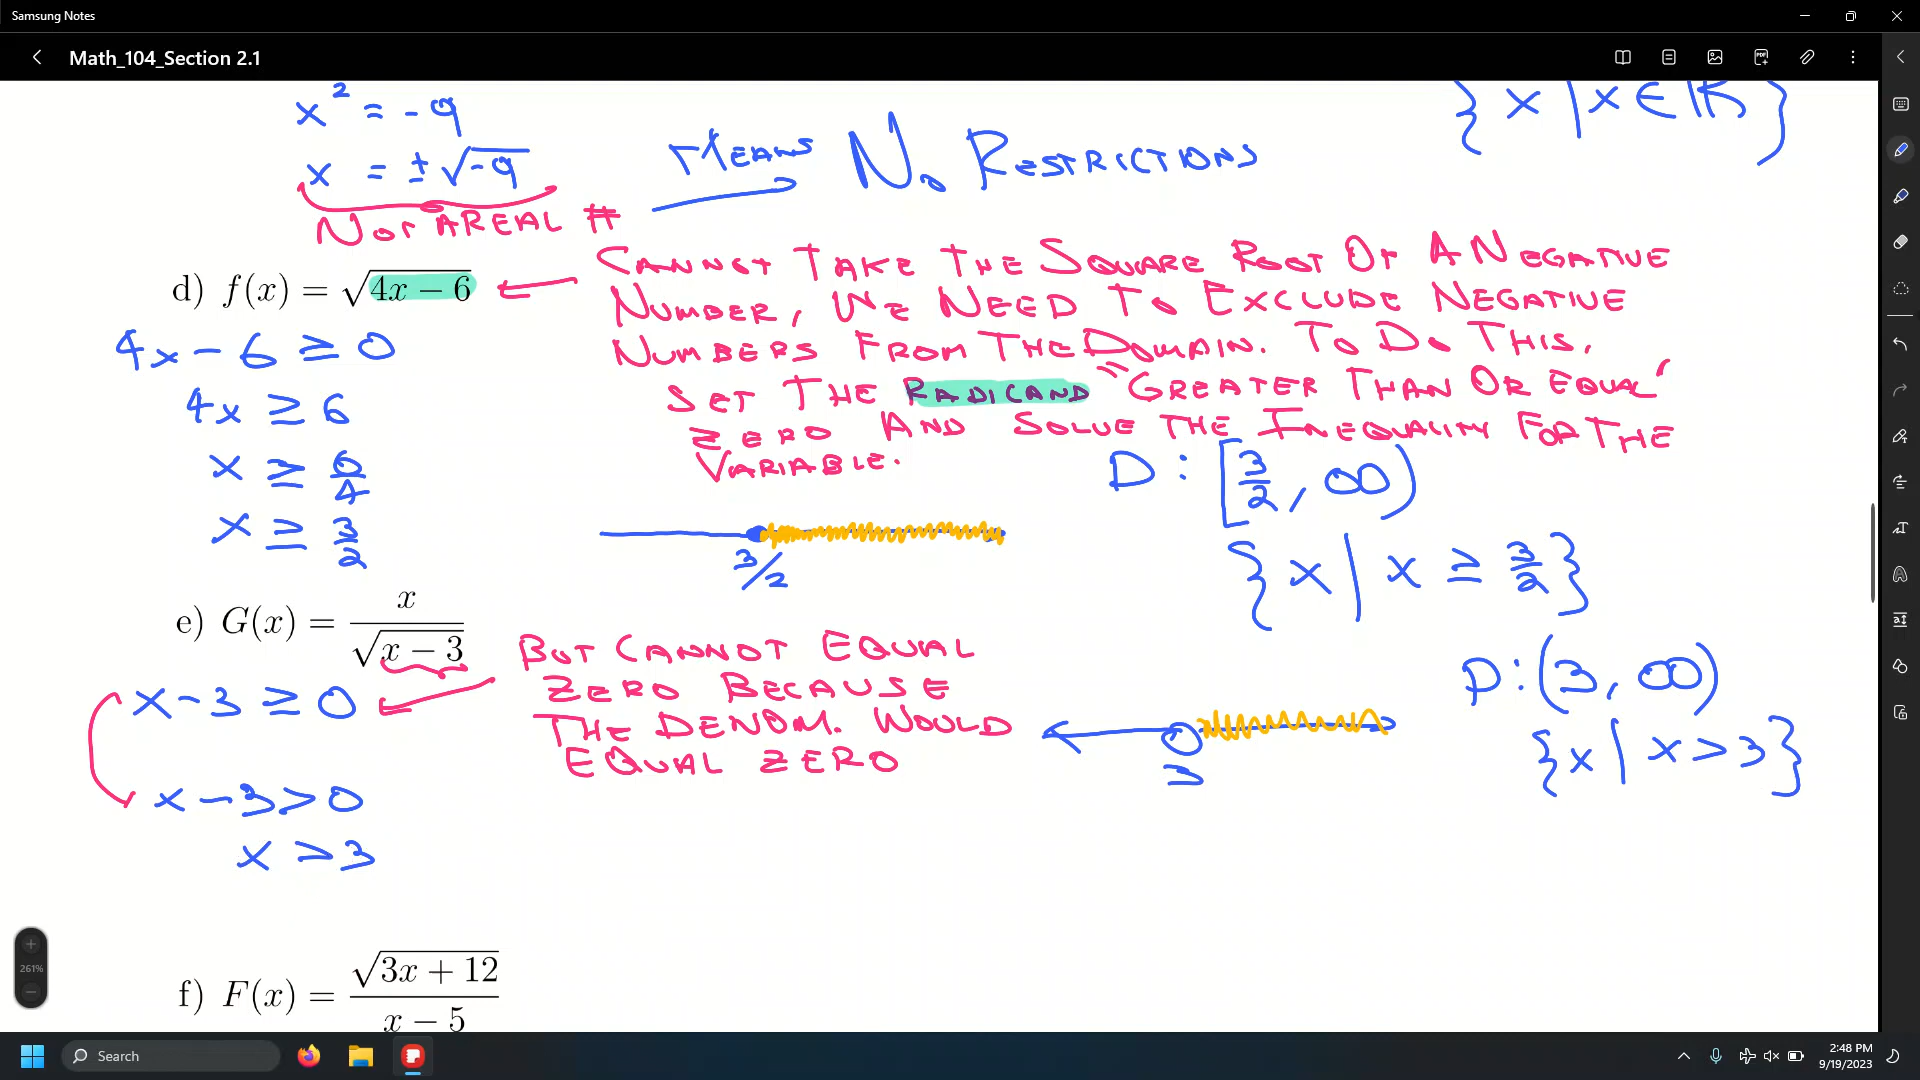 Samsung Notes
Math_104_Section 2.1
x² = -9
x = ±√-9
NOT A REAL #
MEANS NO RESTRICTIONS
{x | x ∈ ℝ}
d) f(x) = √(4x − 6)
CANNOT TAKE THE SQUARE ROOT OF A NEGATIVE
NUMBER, WE NEED TO EXCLUDE NEGATIVE
NUMBERS FROM THE DOMAIN. TO DO THIS,
SET THE RADICAND "GREATER THAN OR EQUAL"
ZERO AND SOLVE THE INEQUALITY FOR THE
VARIABLE.
4x - 6 ≥ 0
4x ≥ 6
x ≥ 6/4
x ≥ 3/2
3/2
D: [3/2, ∞)
{x | x ≥ 3/2}
e) G(x) = x/√(x − 3)
x - 3 ≥ 0
BUT CANNOT EQUAL
ZERO BECAUSE
THE DENOM. WOULD
EQUAL ZERO
x - 3 > 0
x > 3
3
D: (3, ∞)
{x | x > 3}
f) F(x) = √(3x + 12)/(x − 5)
261%
Search
2:48 PM
9/19/2023